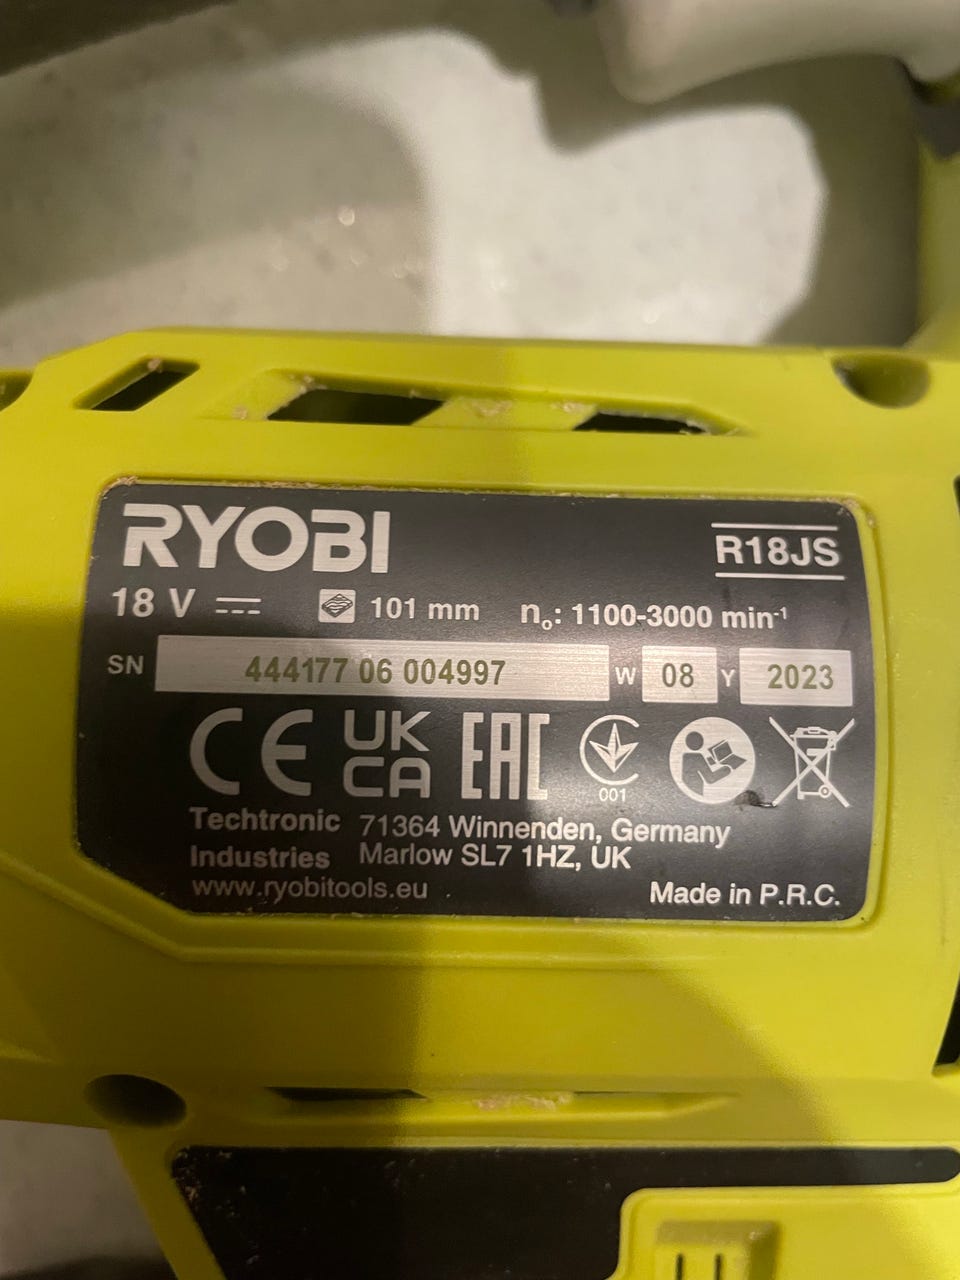 RYOBI
R18JS
18 V 101 mm n₀: 1100-3000 min⁻¹
SN 444177 06 004997 W 08 Y 2023
CE UK CA EAC 001
Techtronic Industries
71364 Winnenden, Germany
Marlow SL7 1HZ, UK
www.ryobitools.eu
Made in P.R.C.